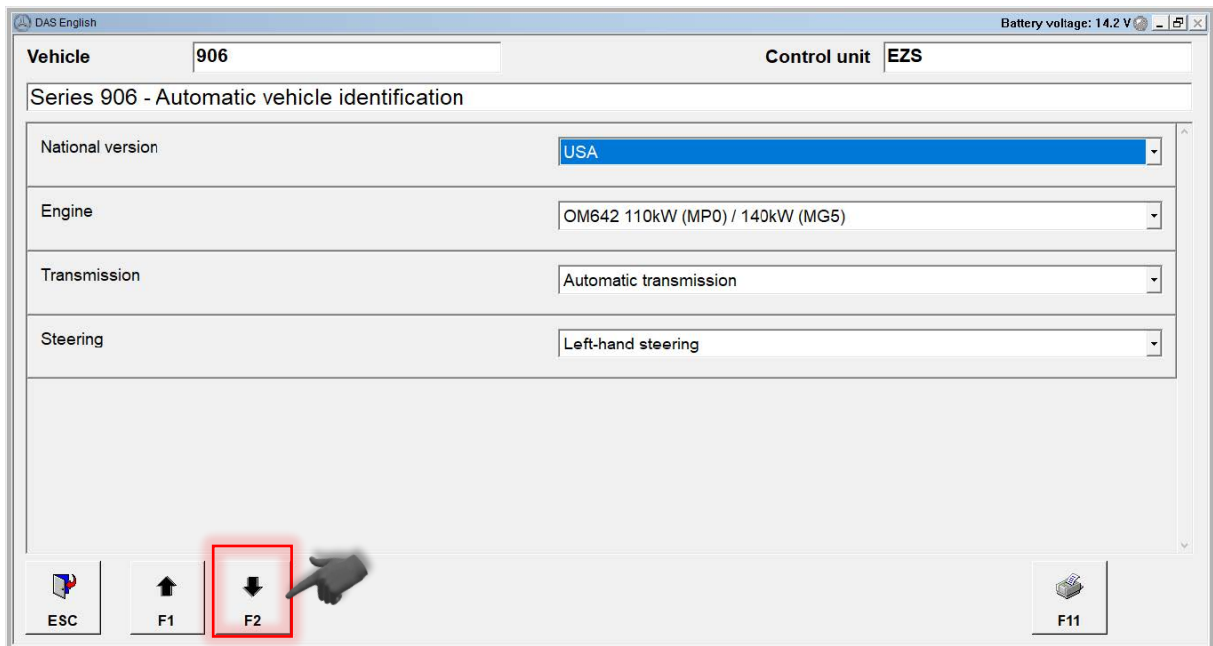 DAS English Battery voltage: 14.2 V
Vehicle 906 Control unit EZS
Series 906 - Automatic vehicle identification
National version USA
Engine OM642 110kW (MP0) / 140kW (MG5)
Transmission Automatic transmission
Steering Left-hand steering
ESC F1 F2 F11